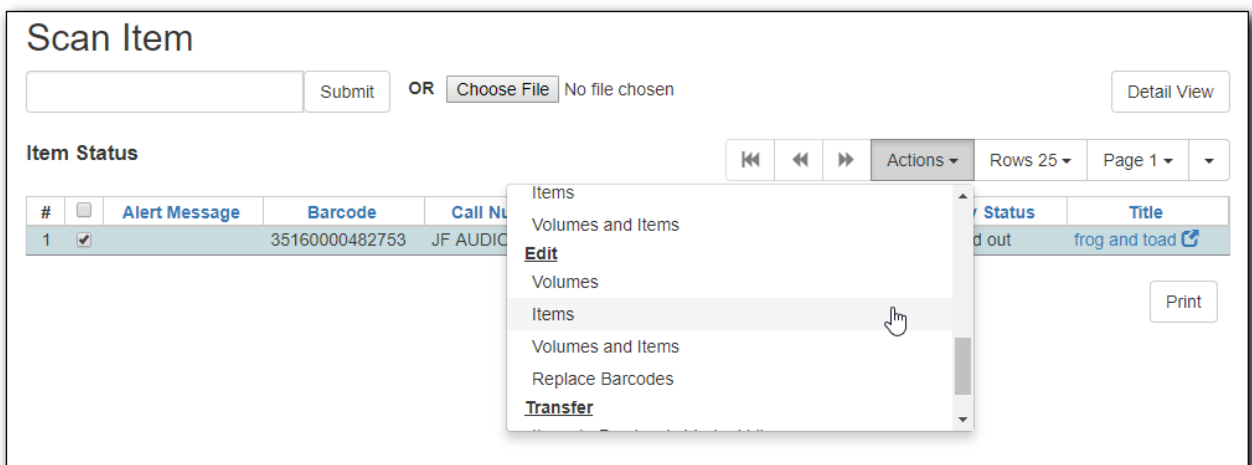 Scan Item
Submit OR Choose File No file chosen Detail View
Item Status Actions Rows 25 Page 1
# Alert Message Barcode Call Nu Status Title
1 35160000482753 JF AUDIO d out frog and toad
Items
Volumes and Items
Edit
Volumes
Items
Volumes and Items
Replace Barcodes
Transfer
Print